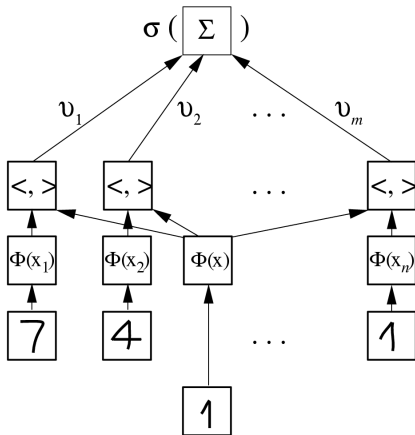 σ ( Σ )
υ₁ υ₂ . . . υₘ
<, > <, > . . . <, >
Φ(x₁) Φ(x₂) Φ(x) Φ(xₙ)
7 4 . . . 1
1